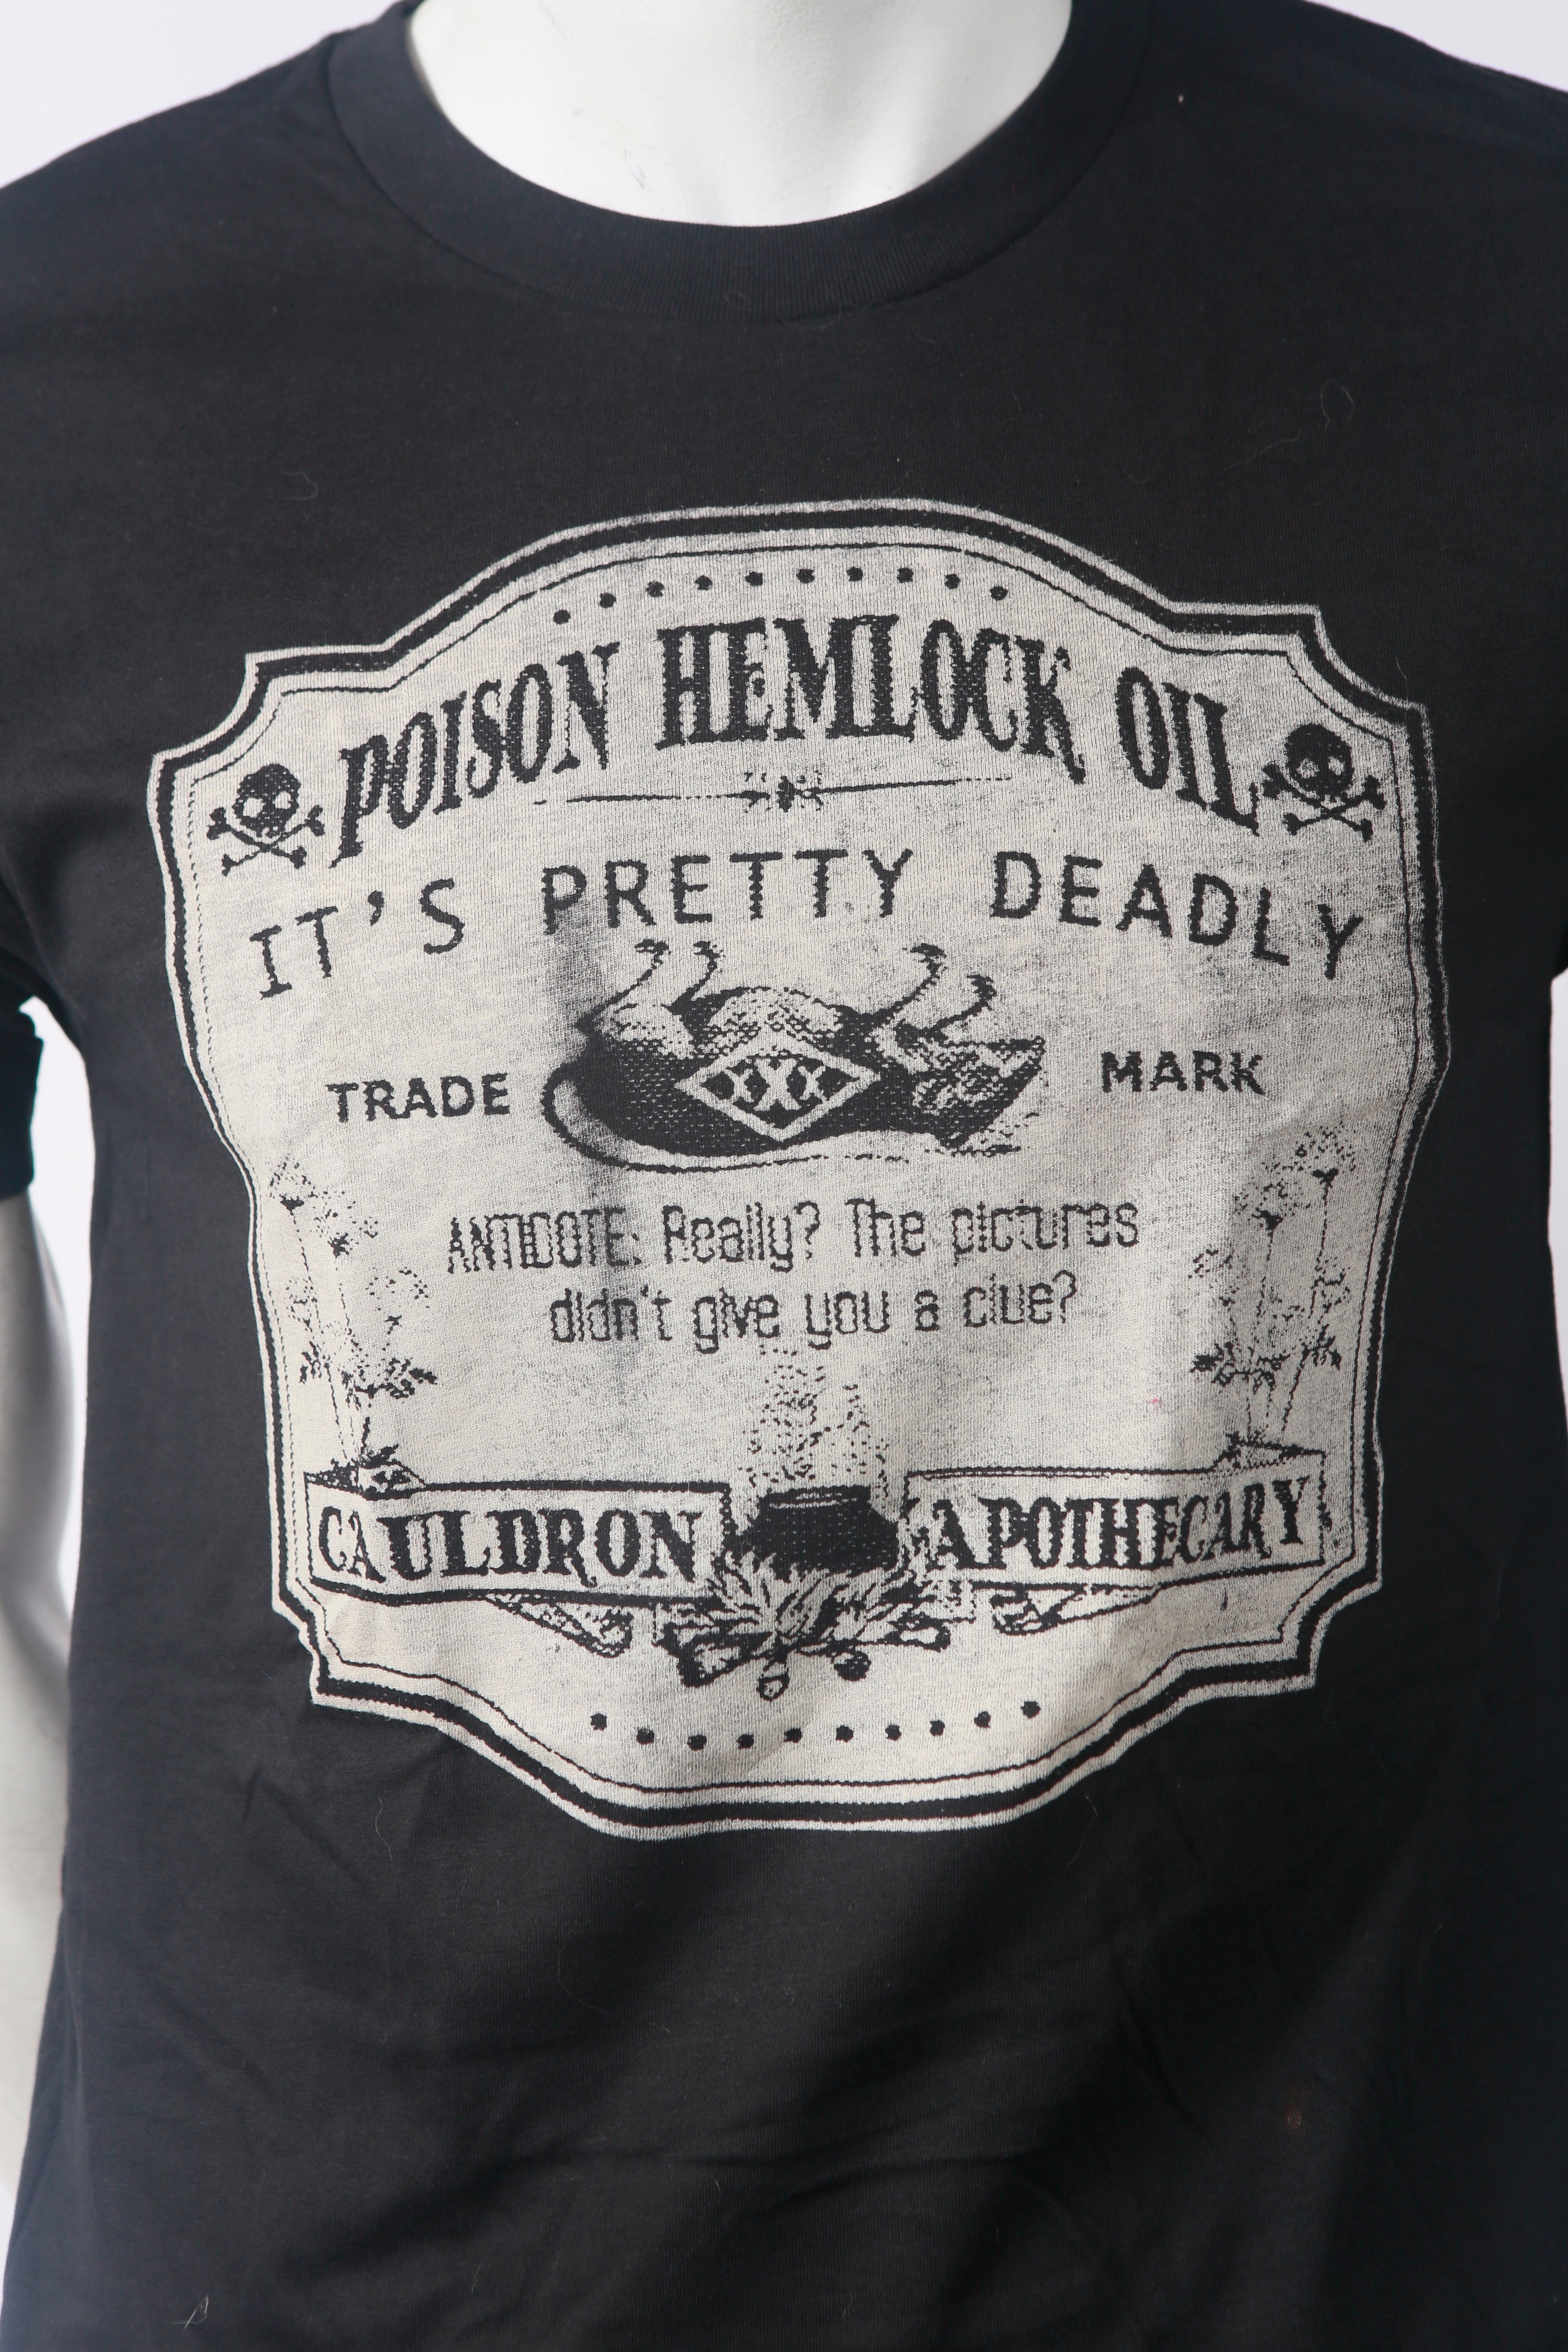 POISON HEMLOCK OIL
IT'S PRETTY DEADLY
TRADE XXX MARK
ANTIDOTE: Really? The pictures
didn't give you a clue?
CAULDRON APOTHECARY